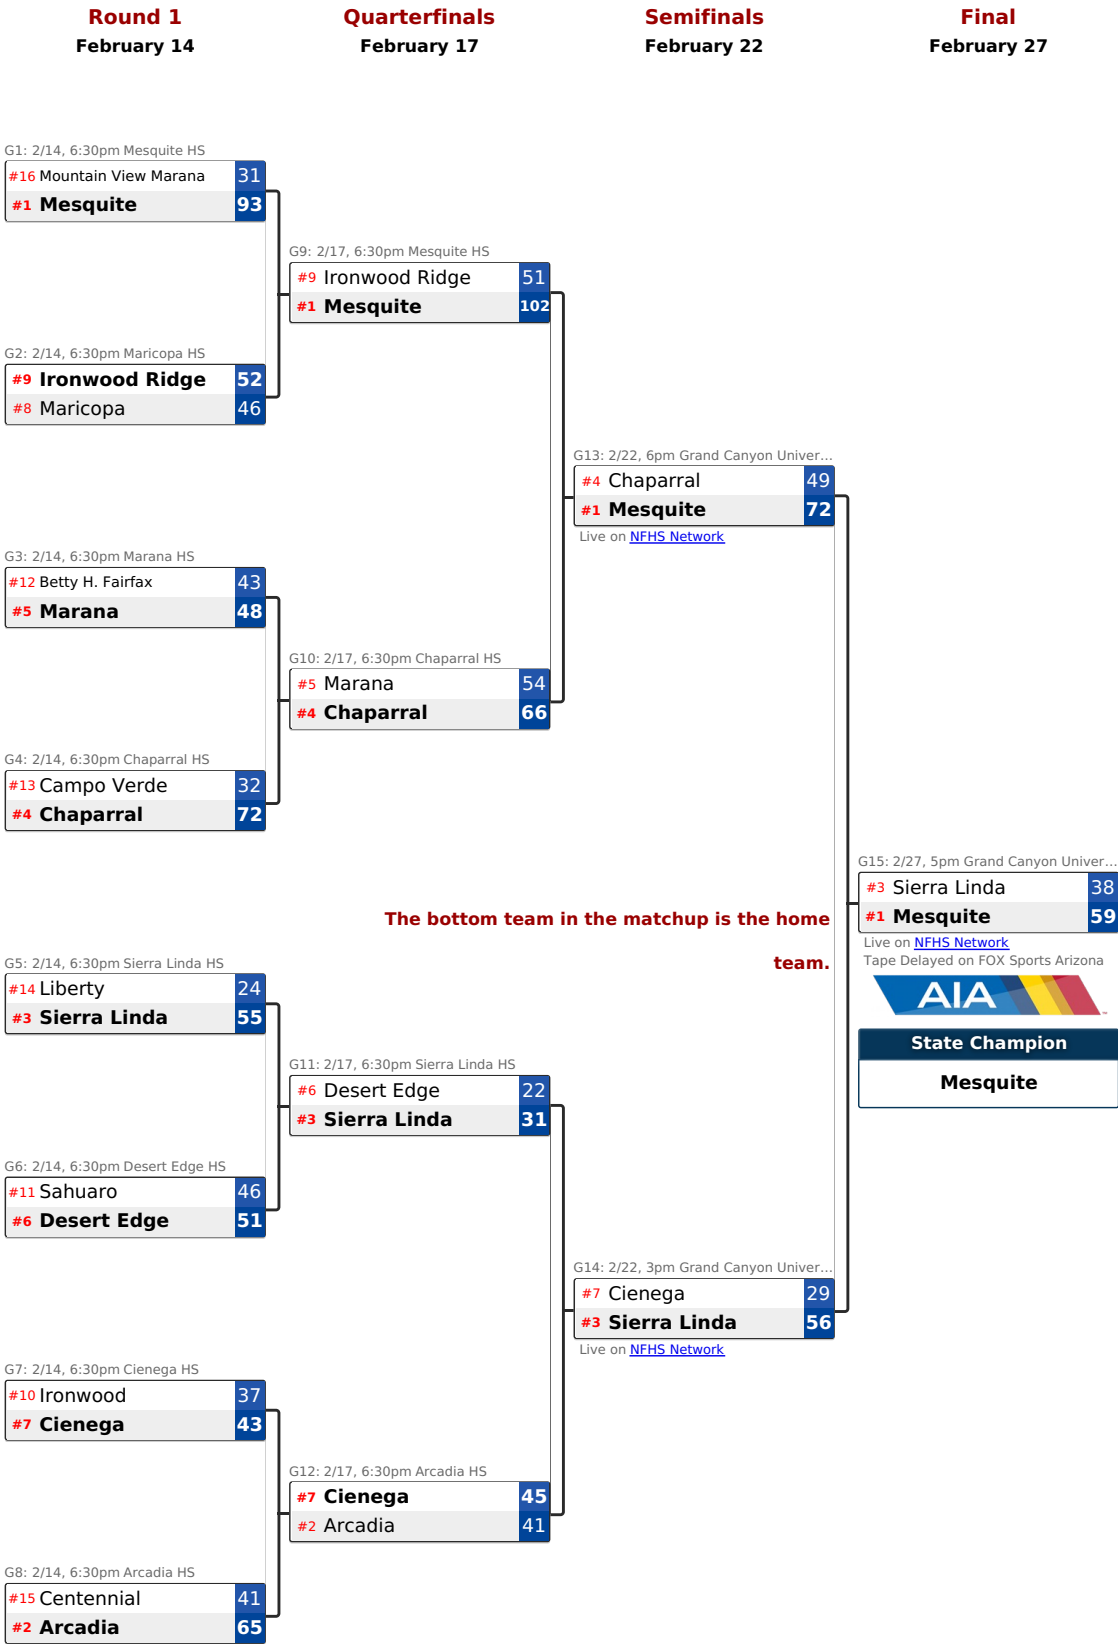 Round 1
February 14
Quarterfinals
February 17
Semifinals
February 22
Final
February 27
G1: 2/14, 6:30pm Mesquite HS
#16 Mountain View Marana 31
#1 Mesquite 93
G2: 2/14, 6:30pm Maricopa HS
#9 Ironwood Ridge 52
#8 Maricopa 46
G3: 2/14, 6:30pm Marana HS
#12 Betty H. Fairfax 43
#5 Marana 48
G4: 2/14, 6:30pm Chaparral HS
#13 Campo Verde 32
#4 Chaparral 72
G5: 2/14, 6:30pm Sierra Linda HS
#14 Liberty 24
#3 Sierra Linda 55
G6: 2/14, 6:30pm Desert Edge HS
#11 Sahuaro 46
#6 Desert Edge 51
G7: 2/14, 6:30pm Cienega HS
#10 Ironwood 37
#7 Cienega 43
G8: 2/14, 6:30pm Arcadia HS
#15 Centennial 41
#2 Arcadia 65
G9: 2/17, 6:30pm Mesquite HS
#9 Ironwood Ridge 51
#1 Mesquite 102
G10: 2/17, 6:30pm Chaparral HS
#5 Marana 54
#4 Chaparral 66
G11: 2/17, 6:30pm Sierra Linda HS
#6 Desert Edge 22
#3 Sierra Linda 31
G12: 2/17, 6:30pm Arcadia HS
#7 Cienega 45
#2 Arcadia 41
G13: 2/22, 6pm Grand Canyon Univer...
#4 Chaparral 49
#1 Mesquite 72
Live on NFHS Network
The bottom team in the matchup is the home
team.
G14: 2/22, 3pm Grand Canyon Univer...
#7 Cienega 29
#3 Sierra Linda 56
Live on NFHS Network
G15: 2/27, 5pm Grand Canyon Univer...
#3 Sierra Linda 38
#1 Mesquite 59
Live on NFHS Network
Tape Delayed on FOX Sports Arizona
AIA
State Champion
Mesquite